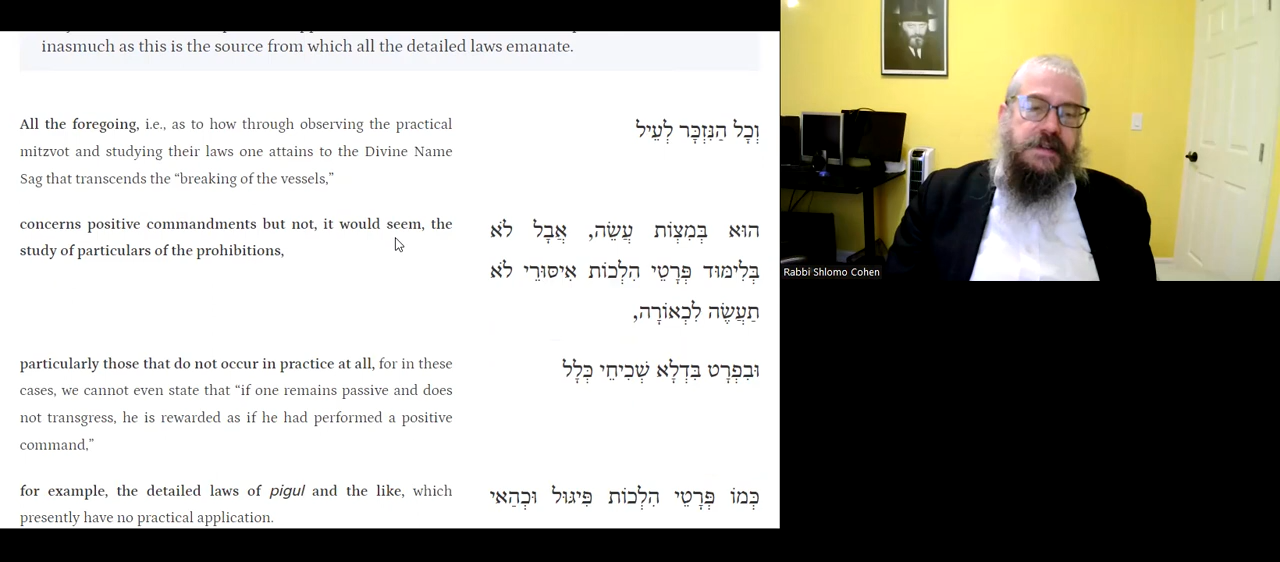 inasmuch as this is the source from which all the detailed laws emanate.
All the foregoing, i.e., as to how through observing the practical
mitzvot and studying their laws one attains to the Divine Name
Sag that transcends the “breaking of the vessels,”
וְכָל הַנִּזְכָּר לְעֵיל
concerns positive commandments but not, it would seem, the
study of particulars of the prohibitions,
הוּא בְּמִצְוֹת עֲשֵׂה, אֲבָל לֹא
בְּלִימּוּד פְּרָטֵי הִלְכוֹת אִיסּוּרֵי לֹא
תַעֲשֶׂה לִכְאוֹרָה,
particularly those that do not occur in practice at all, for in these
cases, we cannot even state that “if one remains passive and does
not transgress, he is rewarded as if he had performed a positive
command,”
וּבִפְרָט בִּדְלָא שְׁכִיחֵי כְּלָל
for example, the detailed laws of pigul and the like, which
presently have no practical application.
כְּמוֹ פְּרָטֵי הִלְכוֹת פִּיגּוּל וּכְהַאי
Rabbi Shlomo Cohen